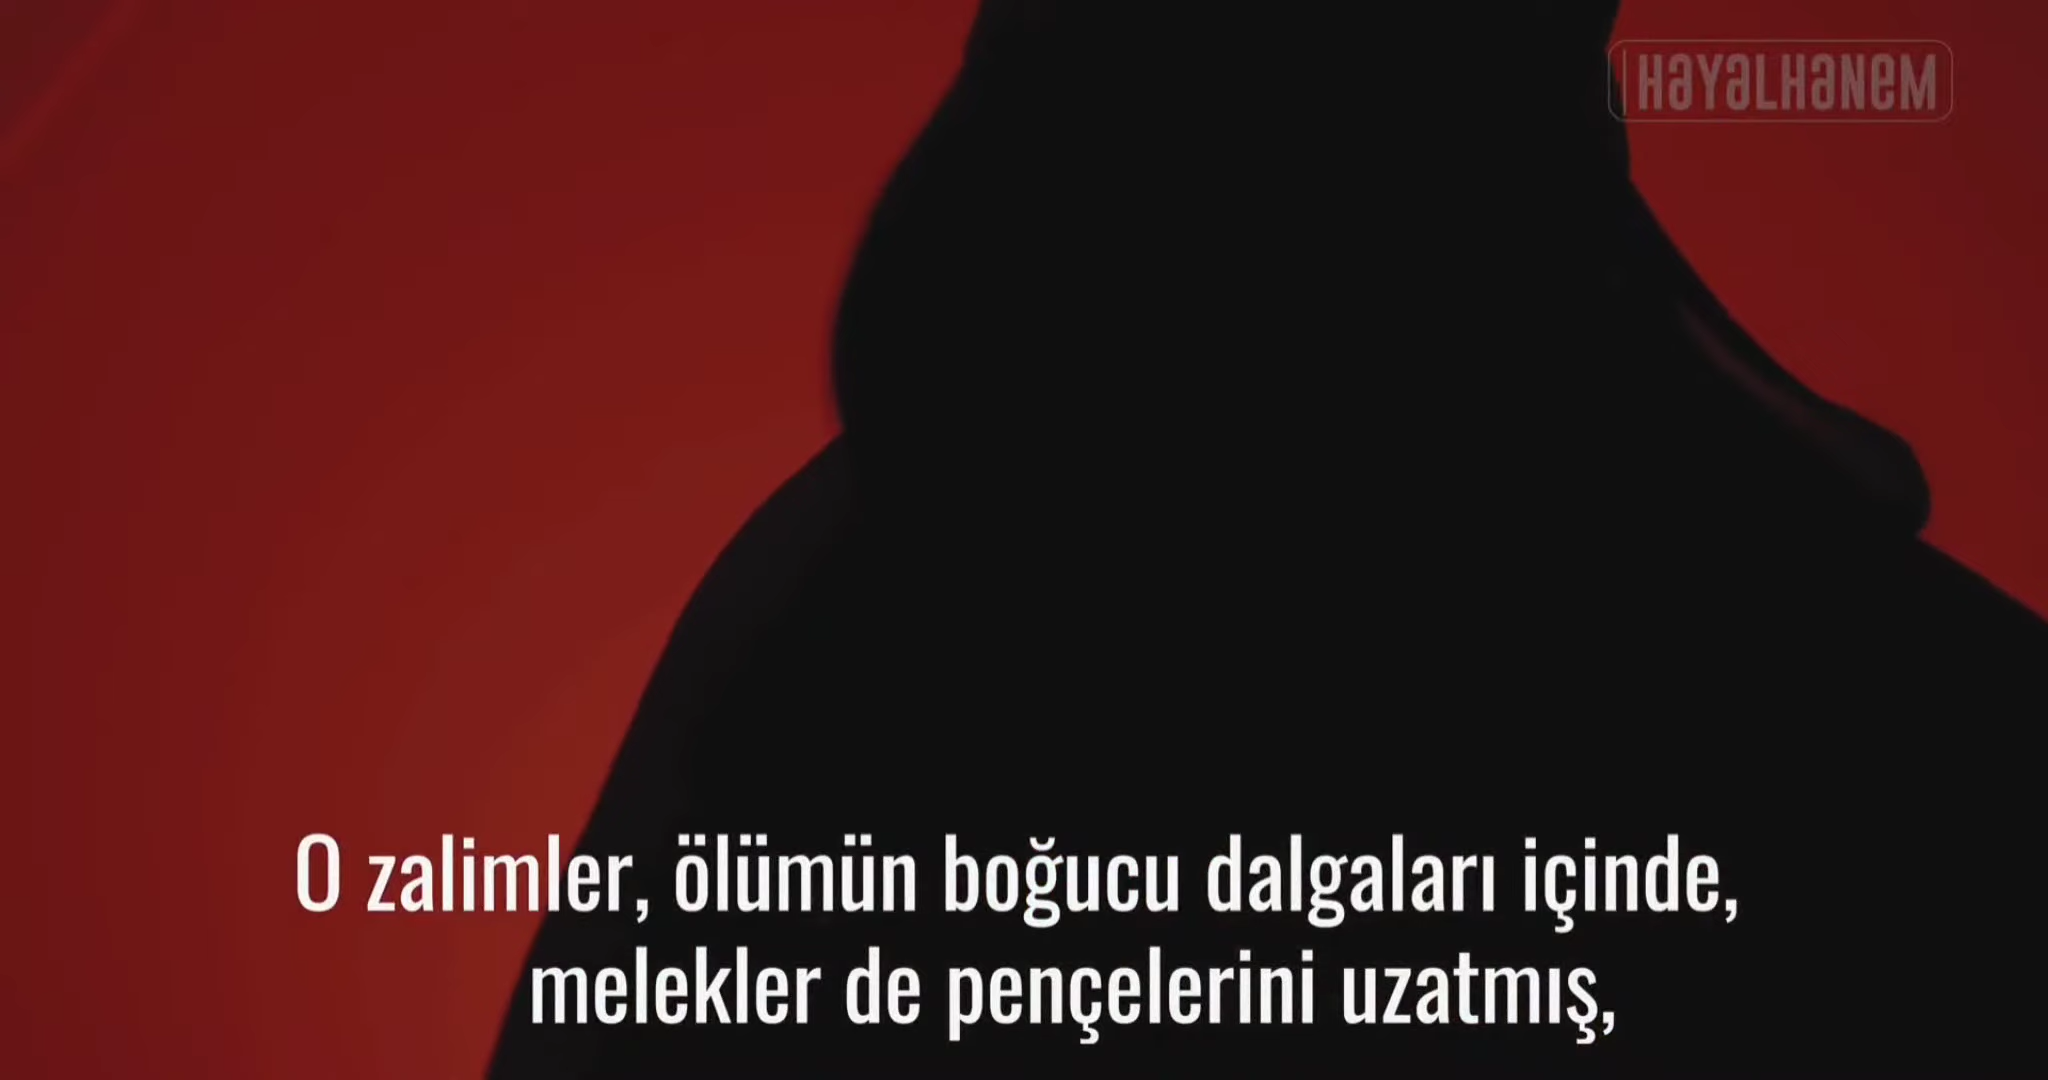 HAYALHANEM
O zalimler, ölümün boğucu dalgaları içinde,
melekler de pençelerini uzatmış,